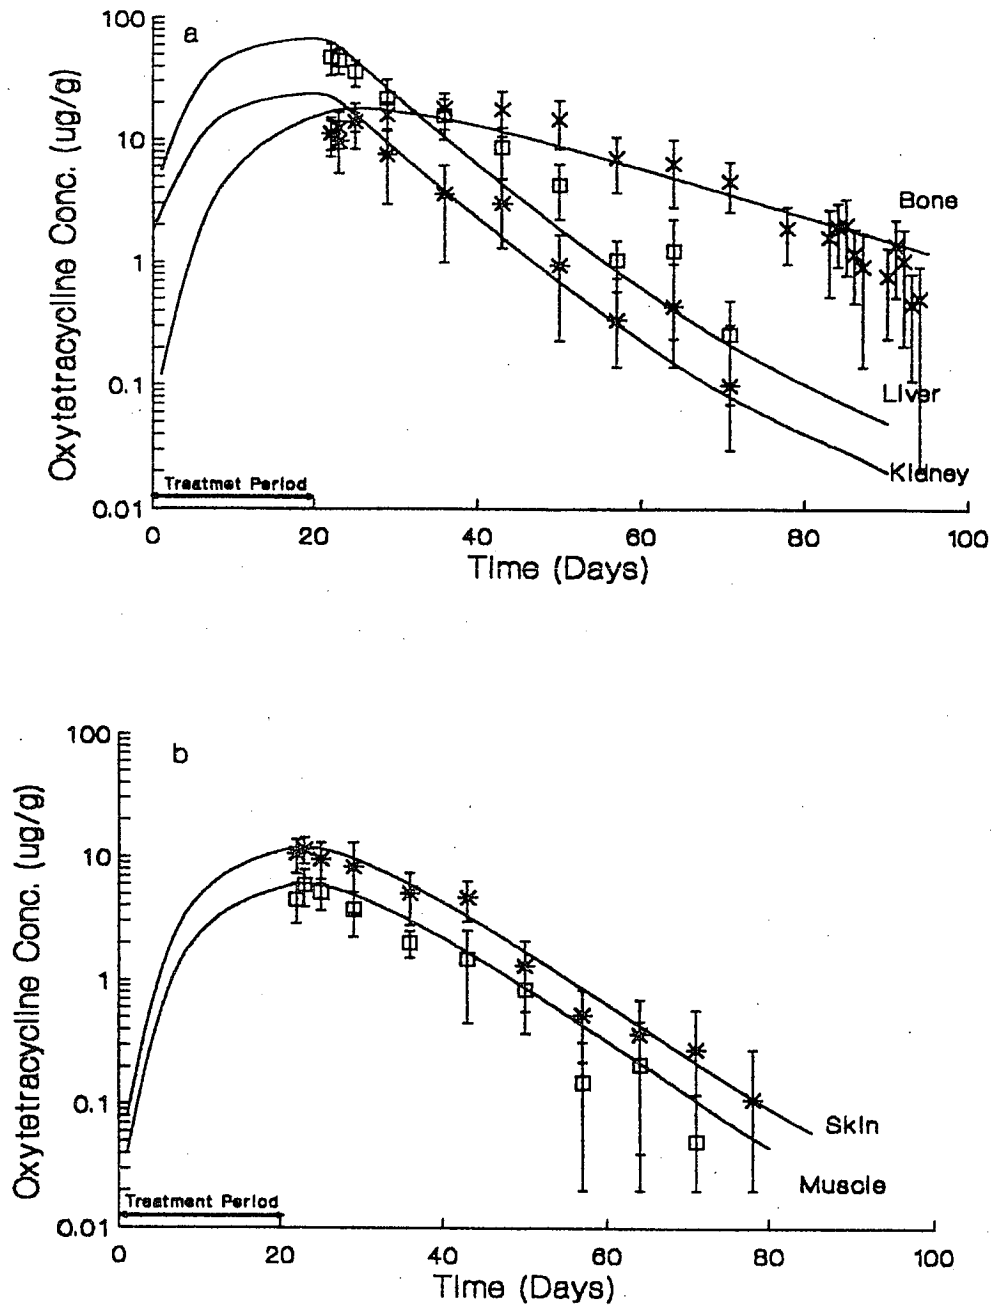 a
100
10
1
0.1
0.01
Oxytetracycline Conc. (ug/g)
Bone
Liver
Kidney
Treatmet Period
0
20
40
60
80
100
Time (Days)
b
100
10
1
0.1
0.01
Oxytetracycline Conc. (ug/g)
Skin
Muscle
Treatment Period
0
20
40
60
80
100
Time (Days)